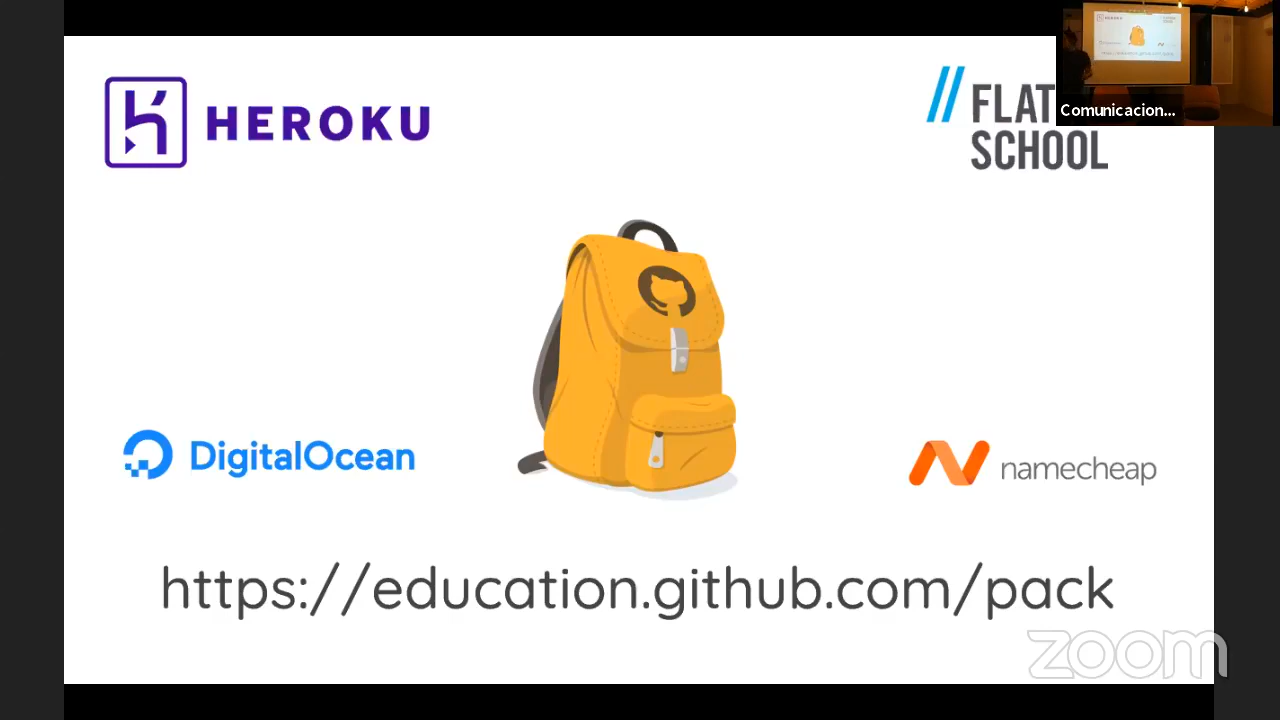 HEROKU
FLAT
SCHOOL
Comunicacion...
DigitalOcean
namecheap
https://education.github.com/pack
zoom